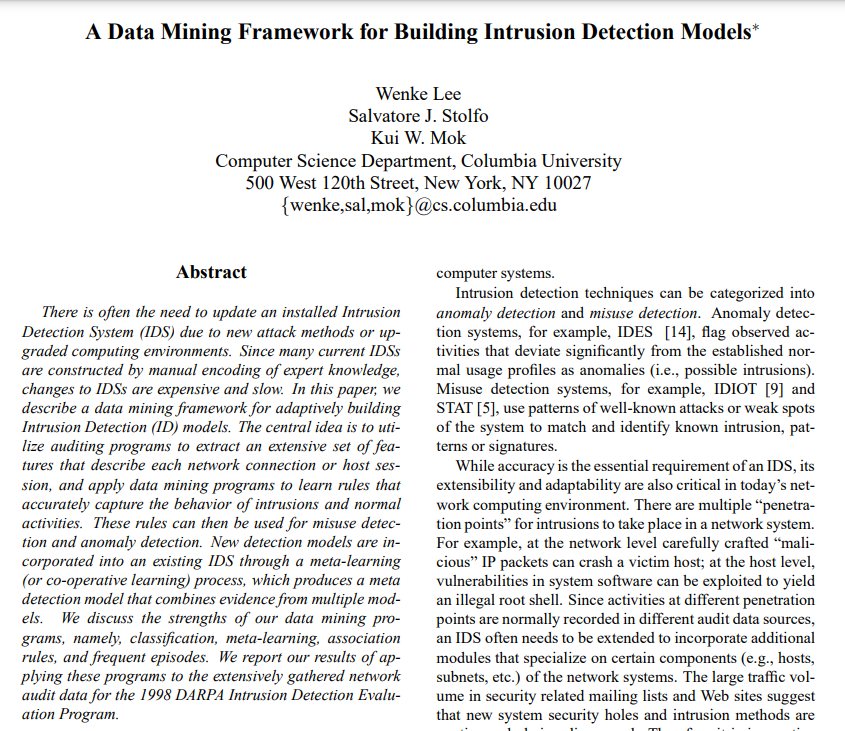 A Data Mining Framework for Building Intrusion Detection Models*
Wenke Lee
Salvatore J. Stolfo
Kui W. Mok
Computer Science Department, Columbia University
500 West 120th Street, New York, NY 10027
{wenke,sal,mok}@cs.columbia.edu
Abstract
There is often the need to update an installed Intrusion
Detection System (IDS) due to new attack methods or up-
graded computing environments. Since many current IDSs
are constructed by manual encoding of expert knowledge,
changes to IDSs are expensive and slow. In this paper, we
describe a data mining framework for adaptively building
Intrusion Detection (ID) models. The central idea is to uti-
lize auditing programs to extract an extensive set of fea-
tures that describe each network connection or host ses-
sion, and apply data mining programs to learn rules that
accurately capture the behavior of intrusions and normal
activities. These rules can then be used for misuse detec-
tion and anomaly detection. New detection models are in-
corporated into an existing IDS through a meta-learning
(or co-operative learning) process, which produces a meta
detection model that combines evidence from multiple mod-
els. We discuss the strengths of our data mining pro-
grams, namely, classification, meta-learning, association
rules, and frequent episodes. We report our results of ap-
plying these programs to the extensively gathered network
audit data for the 1998 DARPA Intrusion Detection Evalu-
ation Program.
computer systems.
Intrusion detection techniques can be categorized into
anomaly detection and misuse detection. Anomaly detec-
tion systems, for example, IDES [14], flag observed ac-
tivities that deviate significantly from the established nor-
mal usage profiles as anomalies (i.e., possible intrusions).
Misuse detection systems, for example, IDIOT [9] and
STAT [5], use patterns of well-known attacks or weak spots
of the system to match and identify known intrusion, pat-
terns or signatures.
While accuracy is the essential requirement of an IDS, its
extensibility and adaptability are also critical in today's net-
work computing environment. There are multiple “penetra-
tion points” for intrusions to take place in a network system.
For example, at the network level carefully crafted “mali-
cious” IP packets can crash a victim host; at the host level,
vulnerabilities in system software can be exploited to yield
an illegal root shell. Since activities at different penetration
points are normally recorded in different audit data sources,
an IDS often needs to be extended to incorporate additional
modules that specialize on certain components (e.g., hosts,
subnets, etc.) of the network systems. The large traffic vol-
ume in security related mailing lists and Web sites suggest
that new system security holes and intrusion methods are